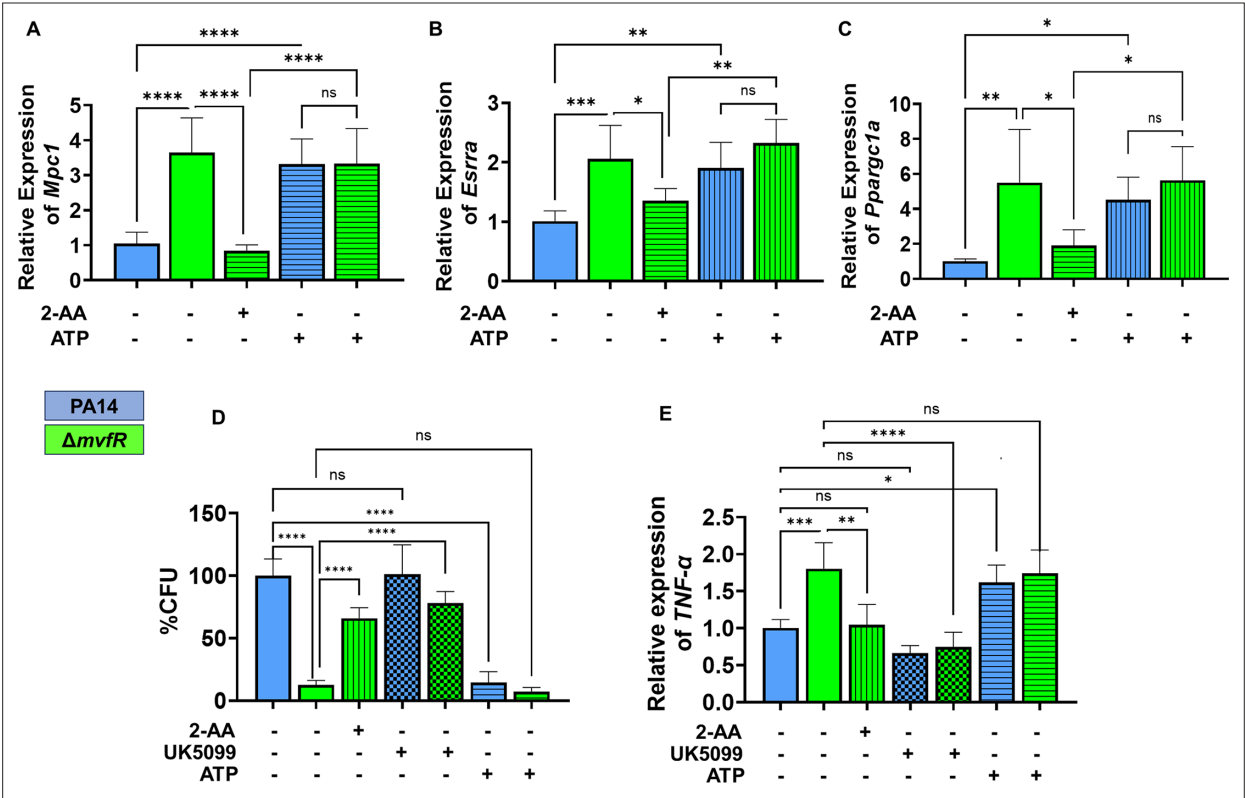 A
****
****
****
****
ns
Relative Expression
of Mpc1
5
4
3
2
1
0
2-AA - - + - -
ATP - - - + +
B
**
**
***
*
ns
Relative Expression
of Esrra
3
2
1
0
2-AA - - + - -
ATP - - - + +
C
*
*
**
*
ns
Relative Expression
of Ppargc1a
10
8
6
4
2
0
2-AA - - + - -
ATP - - - + +
PA14
ΔmvfR
D
ns
ns
****
****
****
****
%CFU
150
100
50
0
2-AA - - + - - - -
UK5099 - - - + + - -
ATP - - - - - + +
E
ns
****
ns
*
ns
***
**
Relative expression
of TNF-α
2.5
2.0
1.5
1.0
0.5
0.0
2-AA - - + - - - -
UK5099 - - - + + - -
ATP - - - - - + +